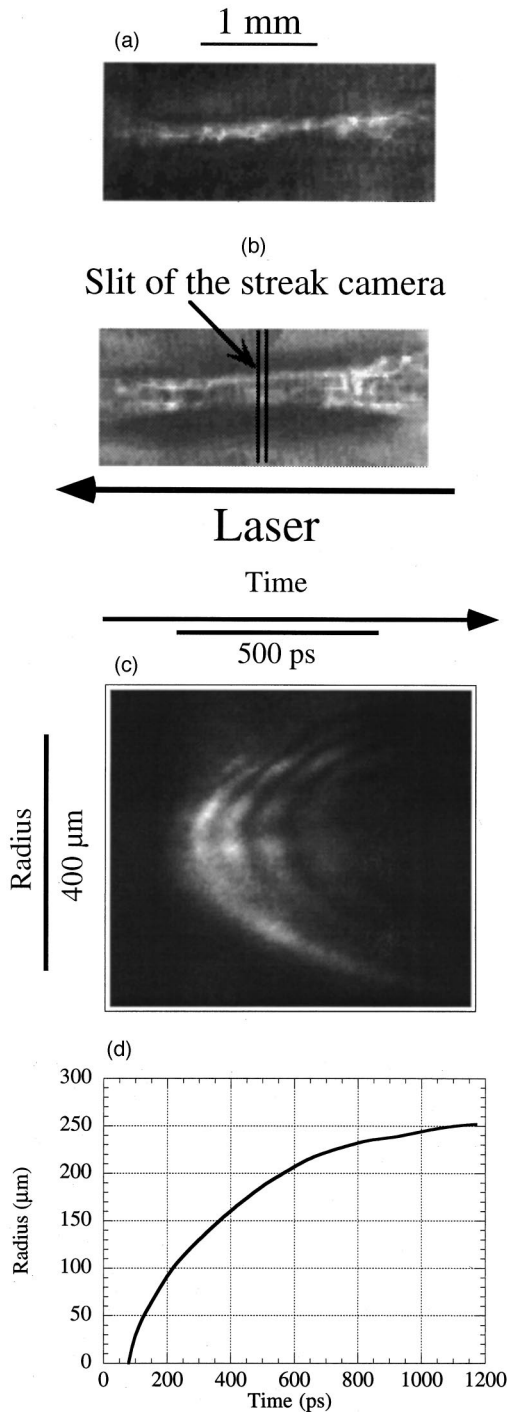 (a)
1 mm
(b)
Slit of the streak camera
Laser
Time
500 ps
(c)
Radius
400 μm
(d)
300
250
200
150
100
50
0
Radius (μm)
0 200 400 600 800 1000 1200
Time (ps)